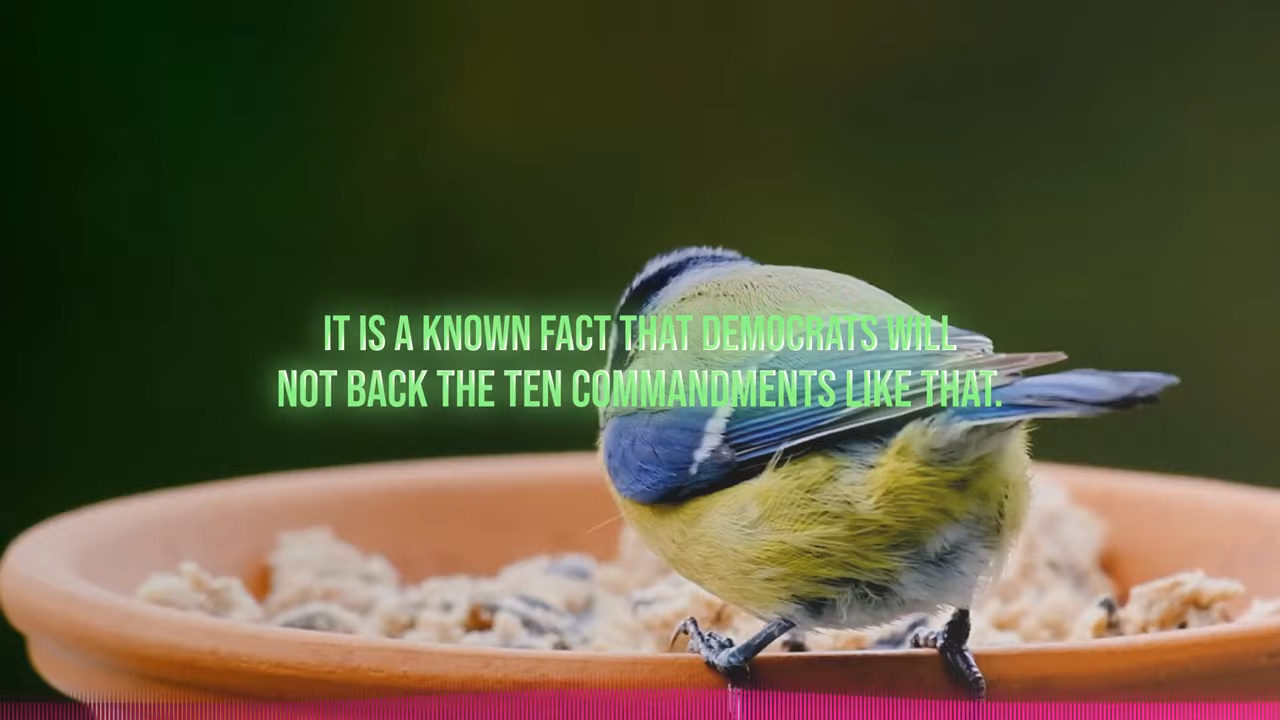 IT IS A KNOWN FACT THAT DEMOCRATS WILL
NOT BACK THE TEN COMMANDMENTS LIKE THAT.